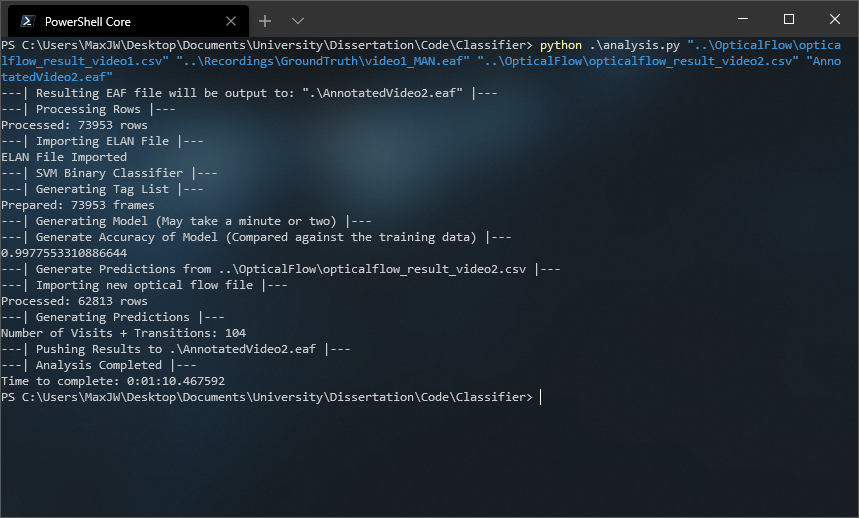 PowerShell Core
PS C:\Users\MaxJW\Desktop\Documents\University\Dissertation\Code\Classifier> python .\analysis.py "..\OpticalFlow\optica
lflow_result_video1.csv" "..\Recordings\GroundTruth\video1_MAN.eaf" "..\OpticalFlow\opticalflow_result_video2.csv" "Anno
tatedVideo2.eaf"
---| Resulting EAF file will be output to: ".\AnnotatedVideo2.eaf" |---
---| Processing Rows |---
Processed: 73953 rows
---| Importing ELAN File |---
ELAN File Imported
---| SVM Binary Classifier |---
---| Generating Tag List |---
Prepared: 73953 frames
---| Generating Model (May take a minute or two) |---
---| Generate Accuracy of Model (Compared against the training data) |---
0.9977553310886644
---| Generate Predictions from ..\OpticalFlow\opticalflow_result_video2.csv |---
---| Importing new optical flow file |---
Processed: 62813 rows
---| Generating Predictions |---
Number of Visits + Transitions: 104
---| Pushing Results to .\AnnotatedVideo2.eaf |---
---| Analysis Completed |---
Time to complete: 0:01:10.467592
PS C:\Users\MaxJW\Desktop\Documents\University\Dissertation\Code\Classifier>